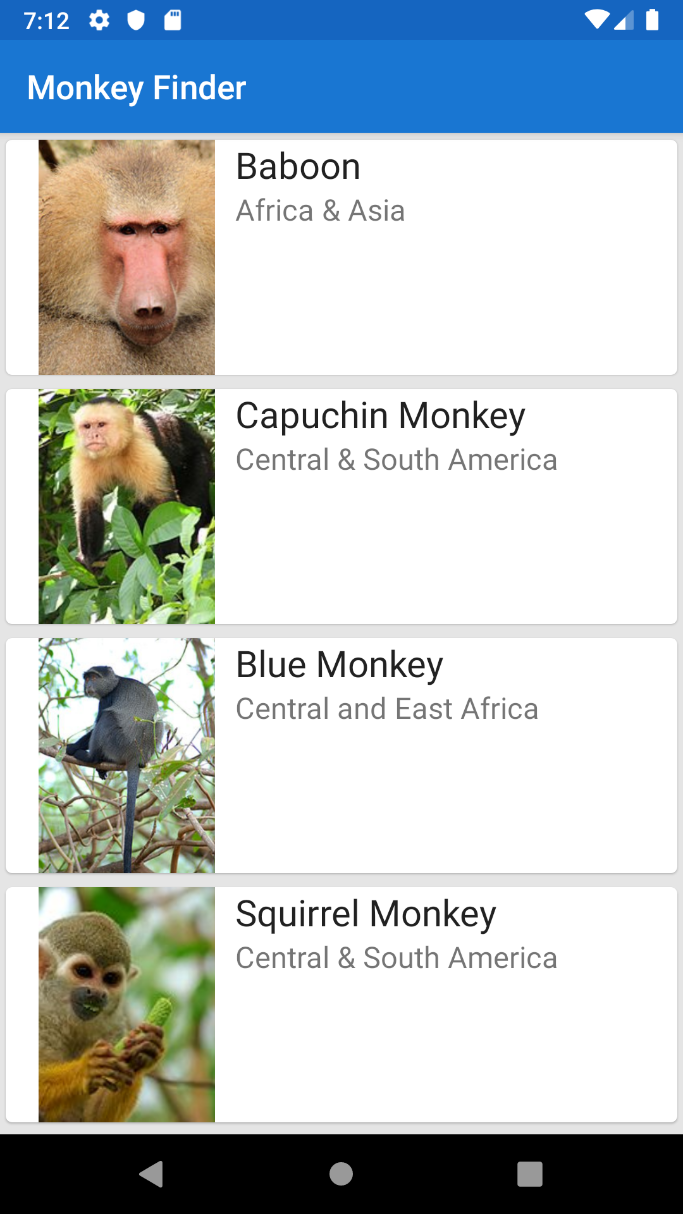 7:12
Monkey Finder
Baboon
Africa & Asia
Capuchin Monkey
Central & South America
Blue Monkey
Central and East Africa
Squirrel Monkey
Central & South America